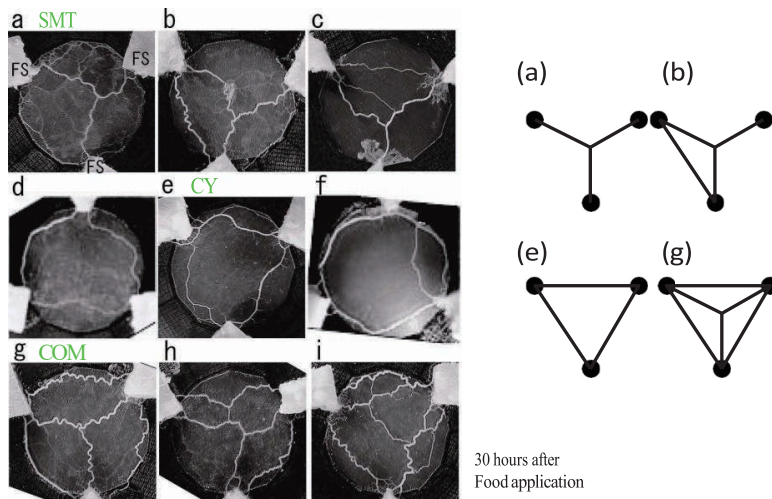 a SMT b c
FS FS
FS
(a) (b)
d e CY f
(e) (g)
g COM h i
30 hours after
Food application